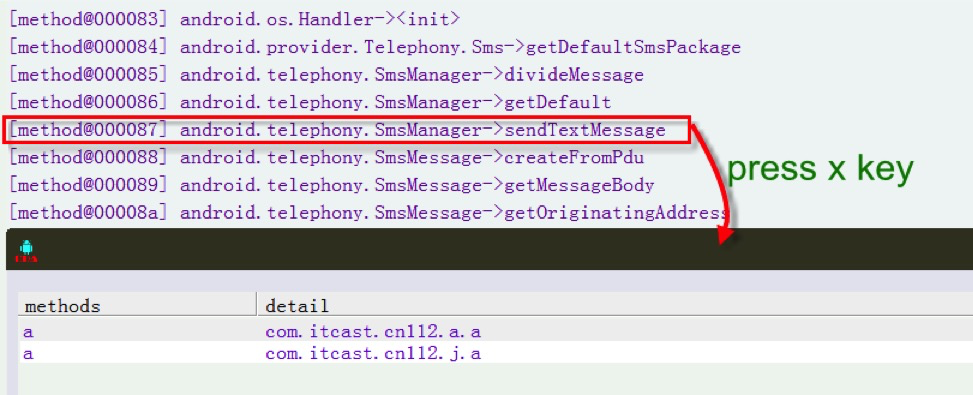 [method@000083] android.os.Handler-><init>
[method@000084] android.provider.Telephony.Sms->getDefaultSmsPackage
[method@000085] android.telephony.SmsManager->divideMessage
[method@000086] android.telephony.SmsManager->getDefault
[method@000087] android.telephony.SmsManager->sendTextMessage
[method@000088] android.telephony.SmsMessage->createFromPdu
press x key
[method@000089] android.telephony.SmsMessage->getMessageBody
[method@00008a] android.telephony.SmsMessage->getOriginatingAddress
methods detail
a com.itcast.cn112.a.a
a com.itcast.cn112.j.a